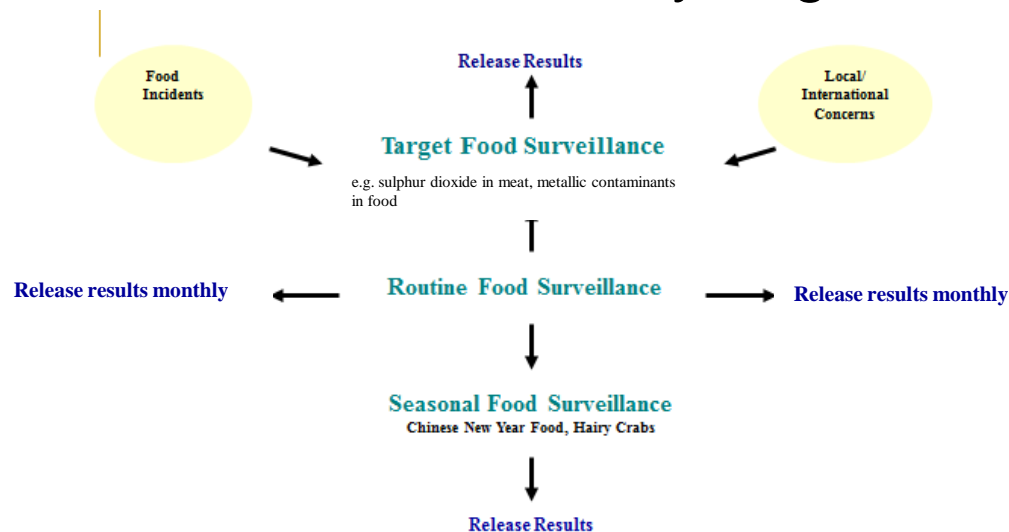 Release Results
Food
Incidents
Local/
International
Concerns
Target Food Surveillance
e.g. sulphur dioxide in meat, metallic contaminants
in food
Release results monthly
Routine Food Surveillance
Release results monthly
Seasonal Food Surveillance
Chinese New Year Food, Hairy Crabs
Release Results